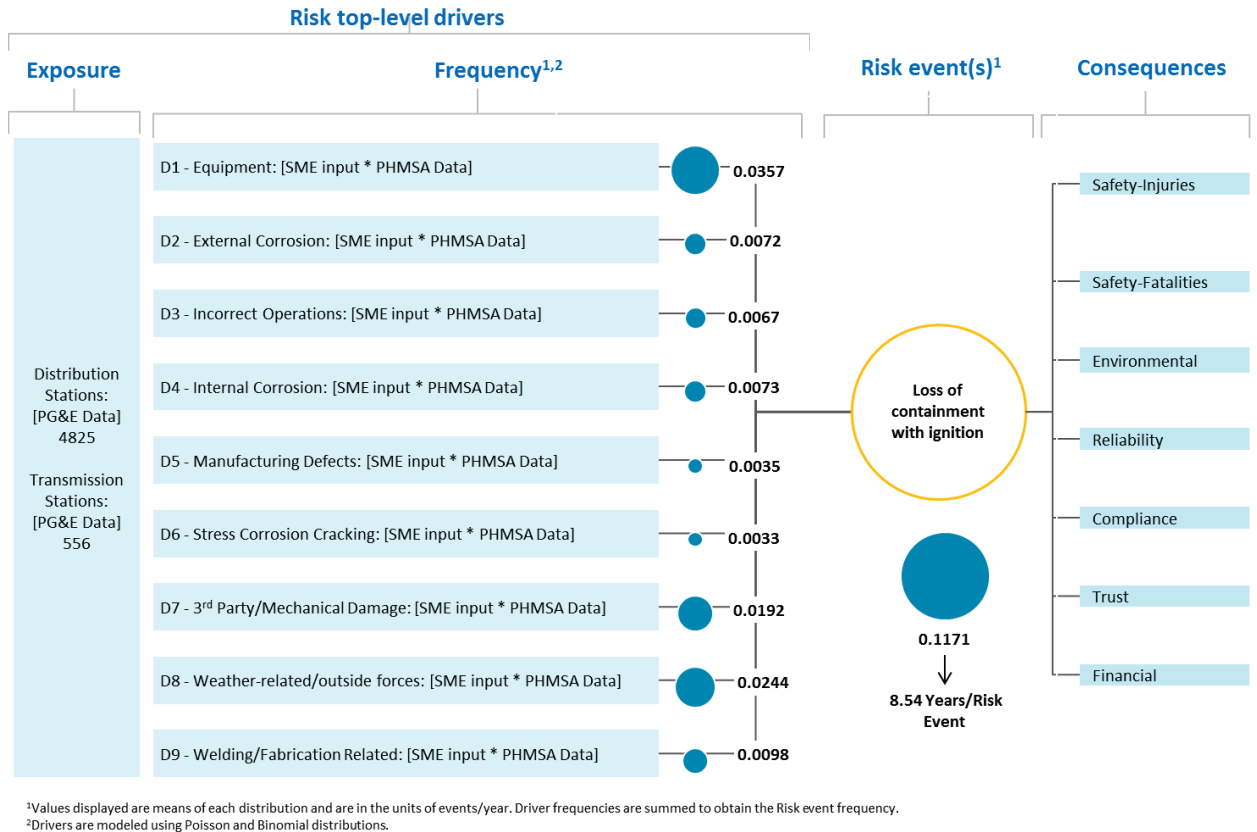 Risk top-level drivers
Exposure
Frequency1,2
Risk event(s)1
Consequences
Distribution
Stations:
[PG&E Data]
4825
Transmission
Stations:
[PG&E Data]
556
D1 - Equipment: [SME input * PHMSA Data]
0.0357
D2 - External Corrosion: [SME input * PHMSA Data]
0.0072
D3 - Incorrect Operations: [SME input * PHMSA Data]
0.0067
D4 - Internal Corrosion: [SME input * PHMSA Data]
0.0073
D5 - Manufacturing Defects: [SME input * PHMSA Data]
0.0035
D6 - Stress Corrosion Cracking: [SME input * PHMSA Data]
0.0033
D7 - 3rd Party/Mechanical Damage: [SME input * PHMSA Data]
0.0192
D8 - Weather-related/outside forces: [SME input * PHMSA Data]
0.0244
D9 - Welding/Fabrication Related: [SME input * PHMSA Data]
0.0098
Loss of
containment
with ignition
0.1171
8.54 Years/Risk
Event
Safety-Injuries
Safety-Fatalities
Environmental
Reliability
Compliance
Trust
Financial
1Values displayed are means of each distribution and are in the units of events/year. Driver frequencies are summed to obtain the Risk event frequency.
2Drivers are modeled using Poisson and Binomial distributions.